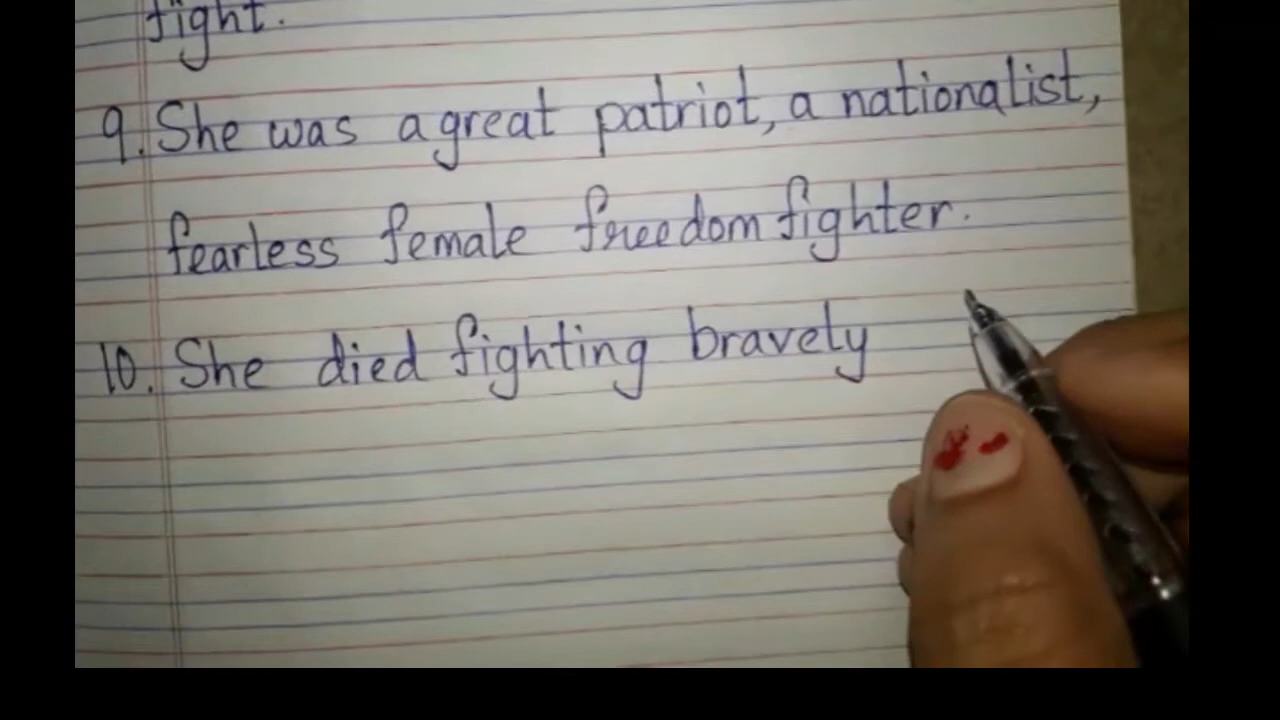 fight.
9. She was a great patriot, a nationalist,
fearless female freedom fighter.
10. She died fighting bravely